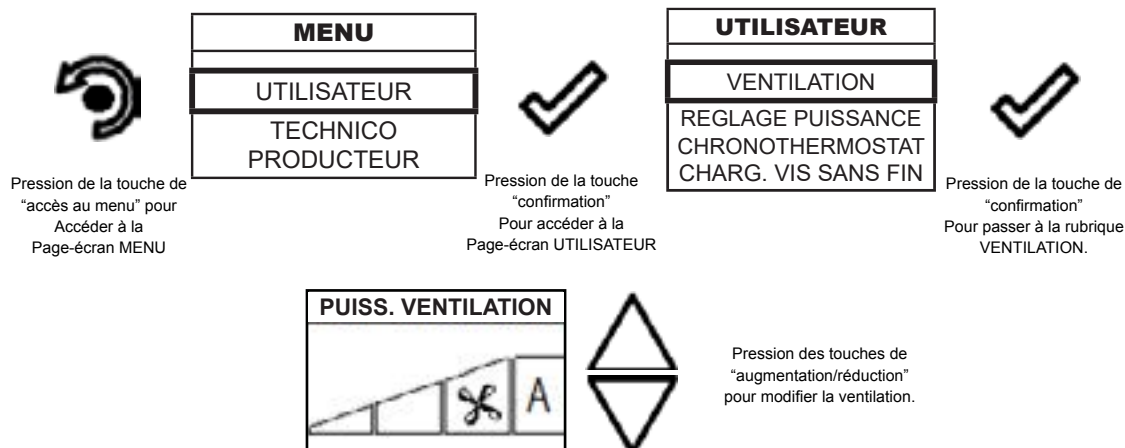 MENU
UTILISATEUR
TECHNICO
PRODUCTEUR
UTILISATEUR
VENTILATION
REGLAGE PUISSANCE
CHRONOTHERMOSTAT
CHARG. VIS SANS FIN
Pression de la touche de
“accès au menu” pour
Accéder à la
Page-écran MENU
Pression de la touche
“confirmation”
Pour accéder à la
Page-écran UTILISATEUR
Pression de la touche de
“confirmation”
Pour passer à la rubrique
VENTILATION.
PUISS. VENTILATION
A
Pression des touches de
“augmentation/réduction”
pour modifier la ventilation.